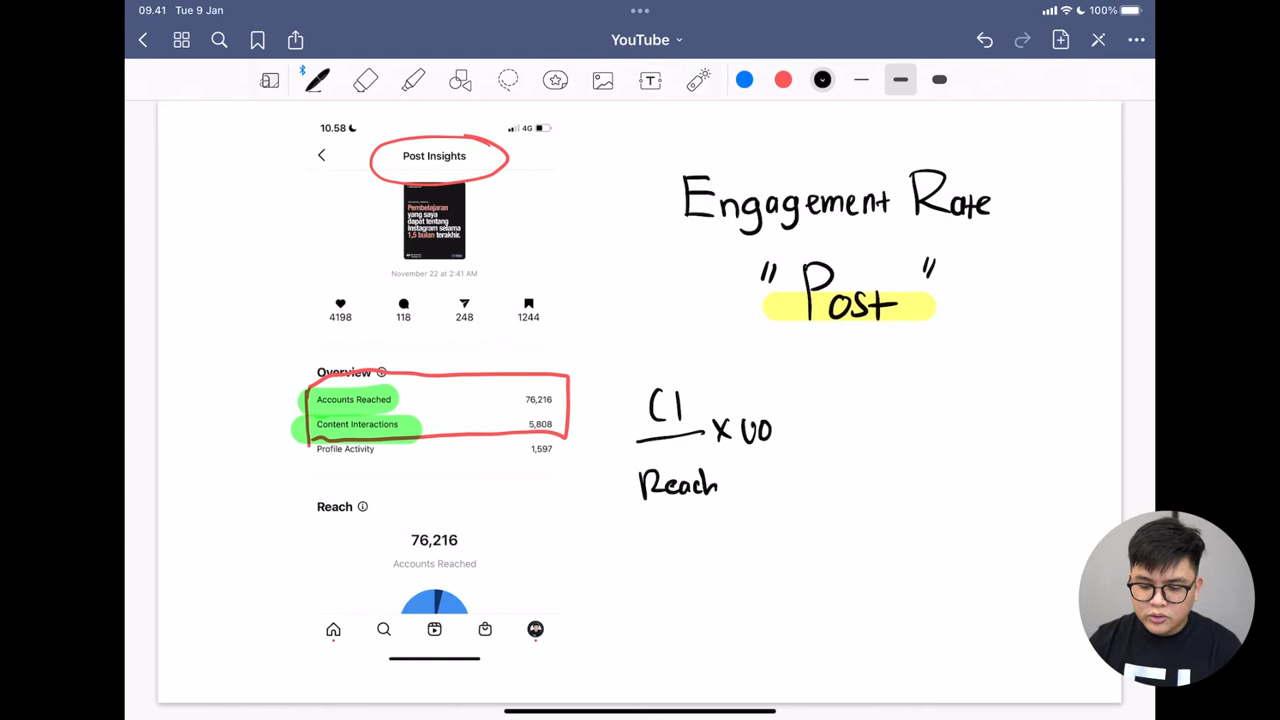 09.41 Tue 9 Jan
100%
YouTube
10.58
4G
Post Insights
Pembelajaran
yang saya
dapat tentang
Instagram selama
1,5 bulan terakhir.
November 22 at 2:41 AM
4198 118 248 1244
Overview
Accounts Reached 76,216
Content Interactions 5,808
Profile Activity 1,597
Reach
76,216
Accounts Reached
Engagement Rate
" Post "
CI
x 100
Reach